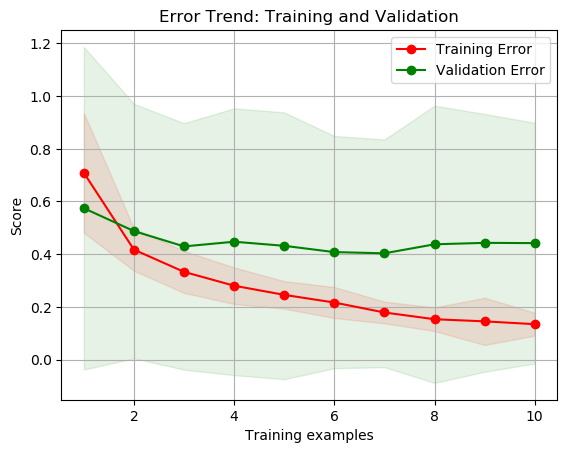 Error Trend: Training and Validation
Training Error
Validation Error
Score
1.2
1.0
0.8
0.6
0.4
0.2
0.0
2
4
6
8
10
Training examples